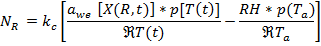 N_R = k_c [ a_we [X(R,t)] * p[T(t)] / ℜT(t) − RH * p(T_a) / ℜT_a ]